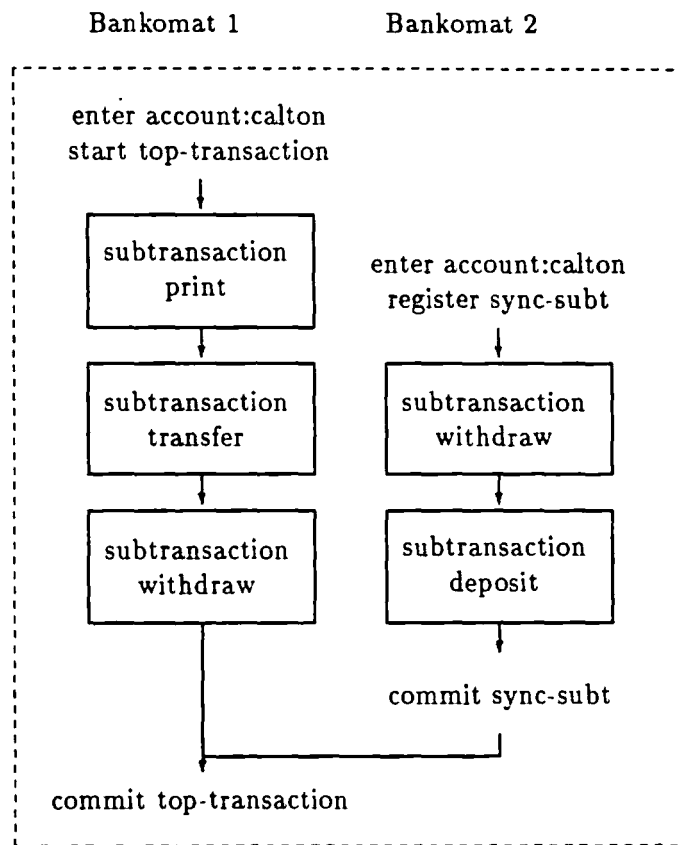 Bankomat 1
Bankomat 2
enter account:calton
start top-transaction
subtransaction
print
subtransaction
transfer
subtransaction
withdraw
enter account:calton
register sync-subt
subtransaction
withdraw
subtransaction
deposit
commit sync-subt
commit top-transaction